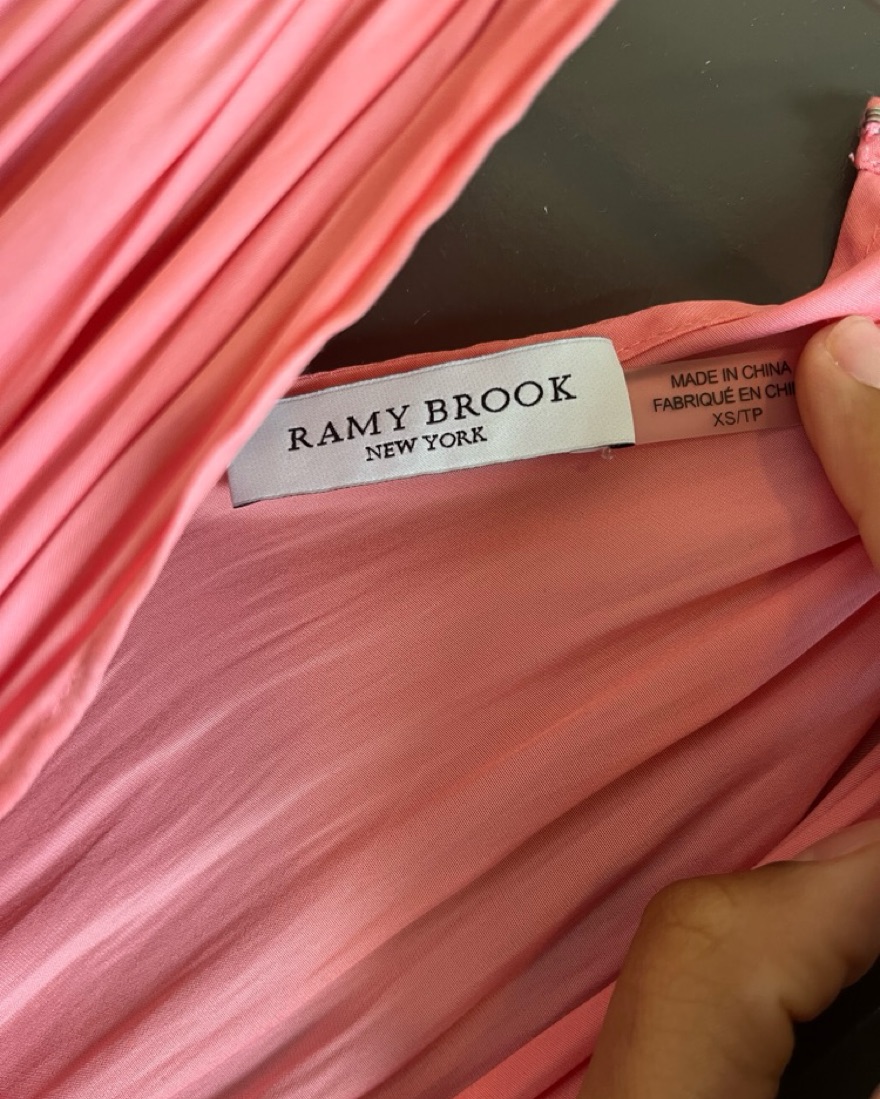 RAMY BROOK
NEW YORK
MADE IN CHINA
FABRIQUÉ EN
XS/TP